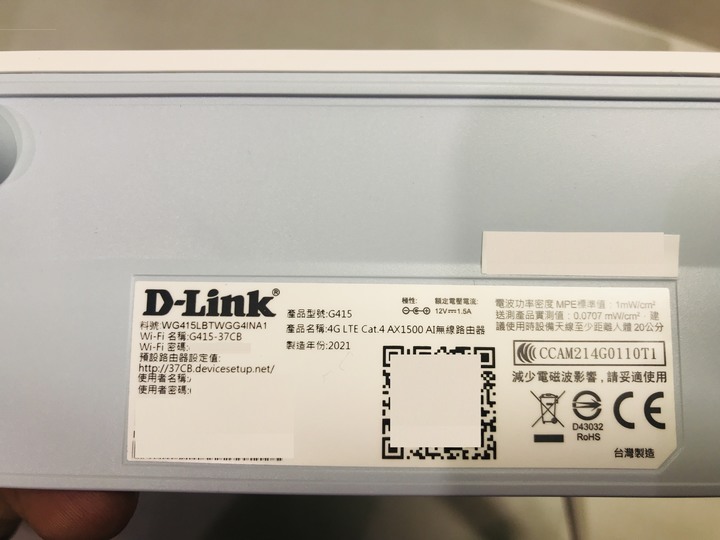 D-Link®
料號:WG415LBTWGG4INA1
Wi-Fi 名稱:G415-37CB
Wi-Fi 密碼:
預設路由器設定值:
http://37CB.devicesetup.net/
使用者名稱:
使用者密碼:
產品型號:G415
極性:
額定電壓電流:
12V⎓1.5A
產品名稱:4G LTE Cat.4 AX1500 AI無線路由器
製造年份:2021
電波功率密度 MPE標準值:1mW/cm²
送測產品實測值:0.0707 mW/cm²,建
議使用時設備天線至少距離人體 20公分
CCAM214G0110T1
減少電磁波影響,請妥適使用
D43032
RoHS
CE
台灣製造